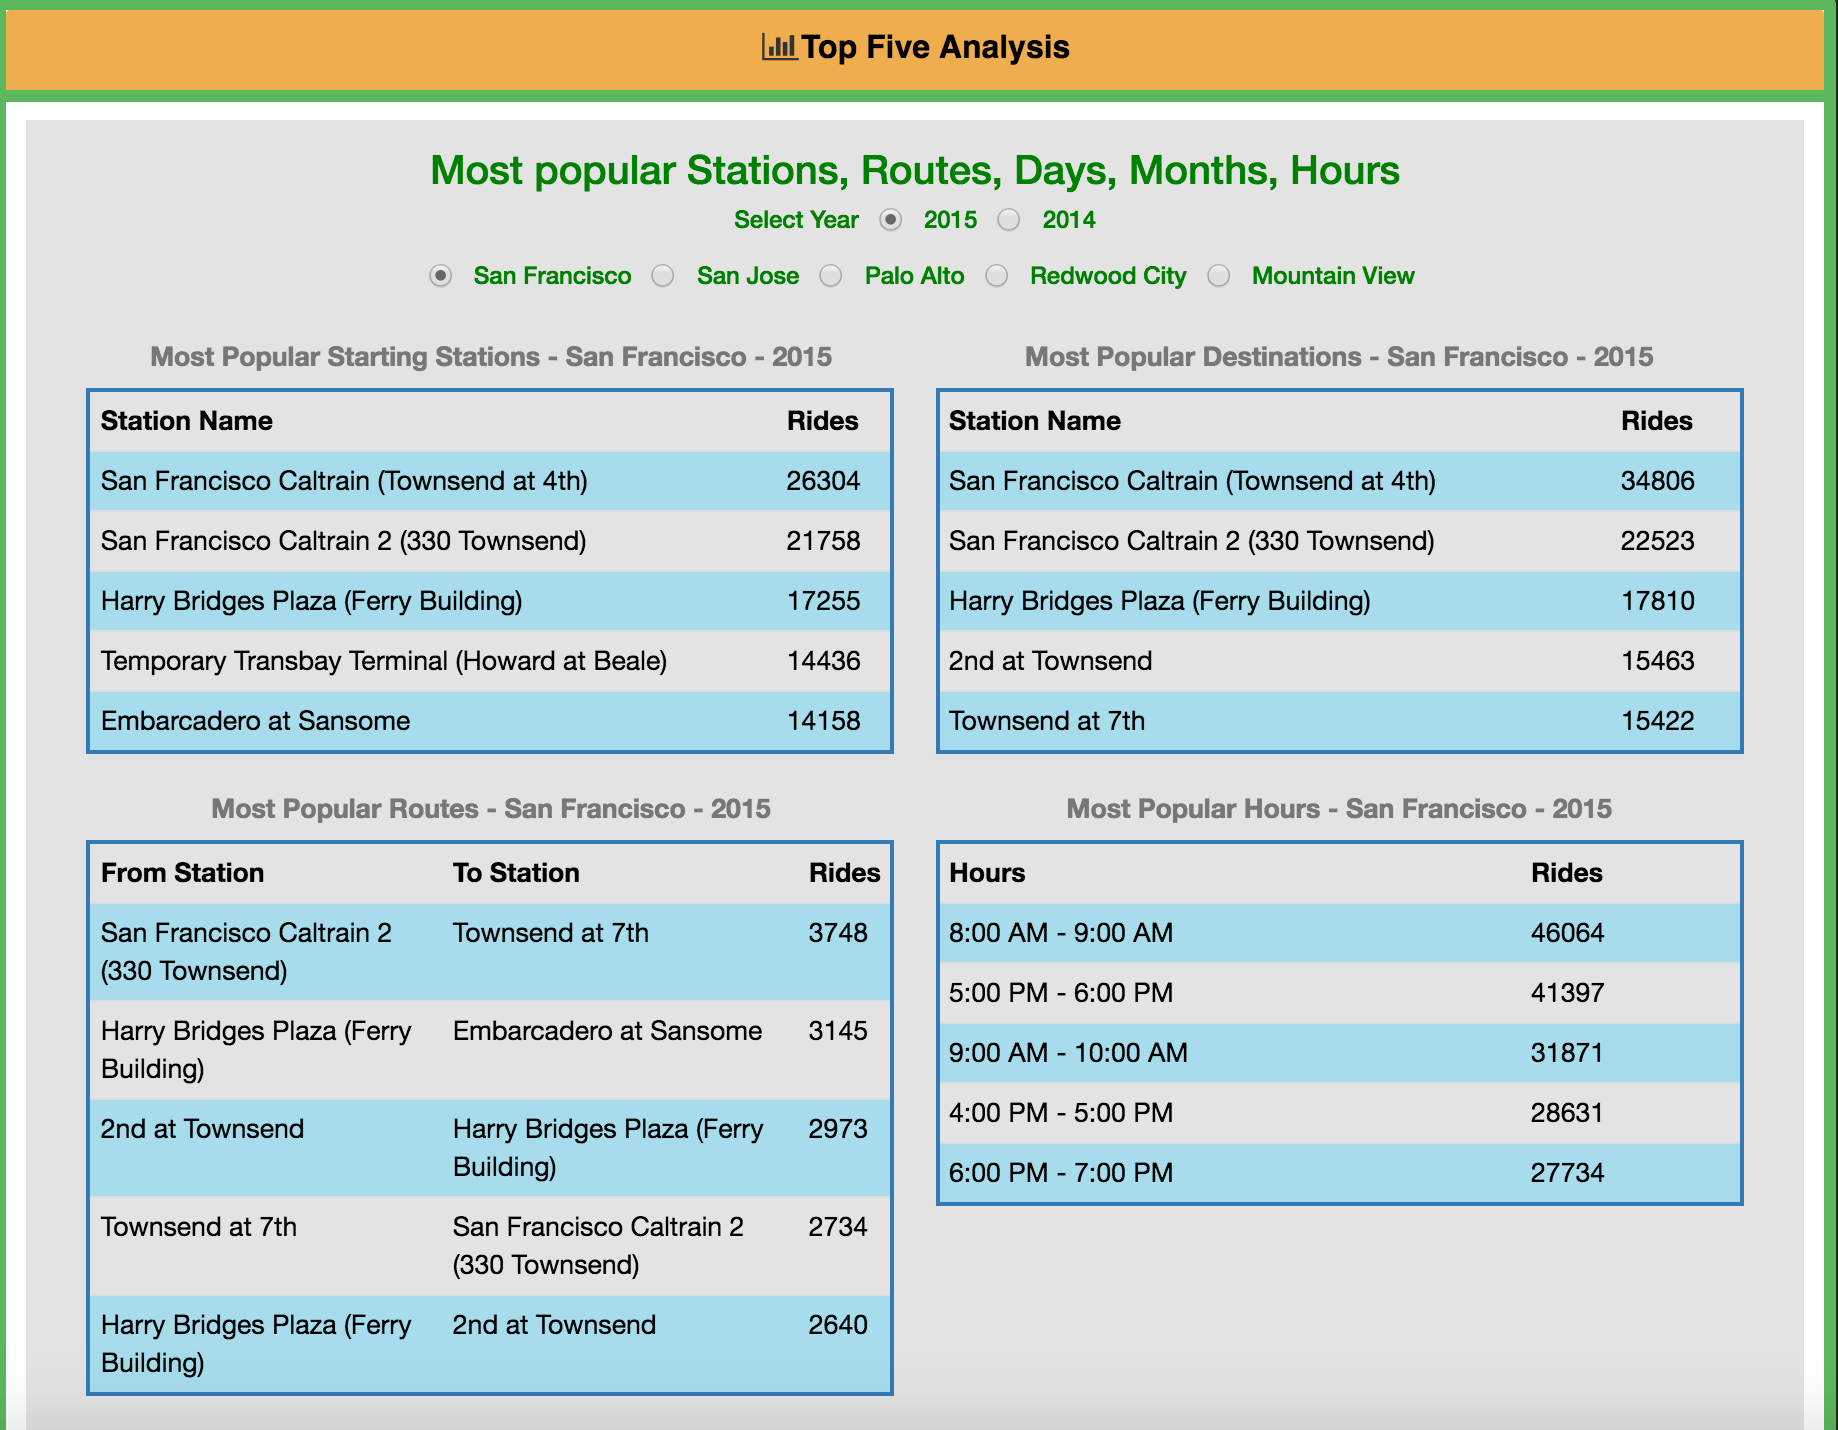 Top Five Analysis
Most popular Stations, Routes, Days, Months, Hours
Select Year 2015 2014
San Francisco San Jose Palo Alto Redwood City Mountain View
Most Popular Starting Stations - San Francisco - 2015
Station Name Rides
San Francisco Caltrain (Townsend at 4th) 26304
San Francisco Caltrain 2 (330 Townsend) 21758
Harry Bridges Plaza (Ferry Building) 17255
Temporary Transbay Terminal (Howard at Beale) 14436
Embarcadero at Sansome 14158
Most Popular Destinations - San Francisco - 2015
Station Name Rides
San Francisco Caltrain (Townsend at 4th) 34806
San Francisco Caltrain 2 (330 Townsend) 22523
Harry Bridges Plaza (Ferry Building) 17810
2nd at Townsend 15463
Townsend at 7th 15422
Most Popular Routes - San Francisco - 2015
From Station To Station Rides
San Francisco Caltrain 2 Townsend at 7th 3748
(330 Townsend)
Harry Bridges Plaza (Ferry Embarcadero at Sansome 3145
Building)
2nd at Townsend Harry Bridges Plaza (Ferry 2973
Building)
Townsend at 7th San Francisco Caltrain 2 2734
(330 Townsend)
Harry Bridges Plaza (Ferry 2nd at Townsend 2640
Building)
Most Popular Hours - San Francisco - 2015
Hours Rides
8:00 AM - 9:00 AM 46064
5:00 PM - 6:00 PM 41397
9:00 AM - 10:00 AM 31871
4:00 PM - 5:00 PM 28631
6:00 PM - 7:00 PM 27734